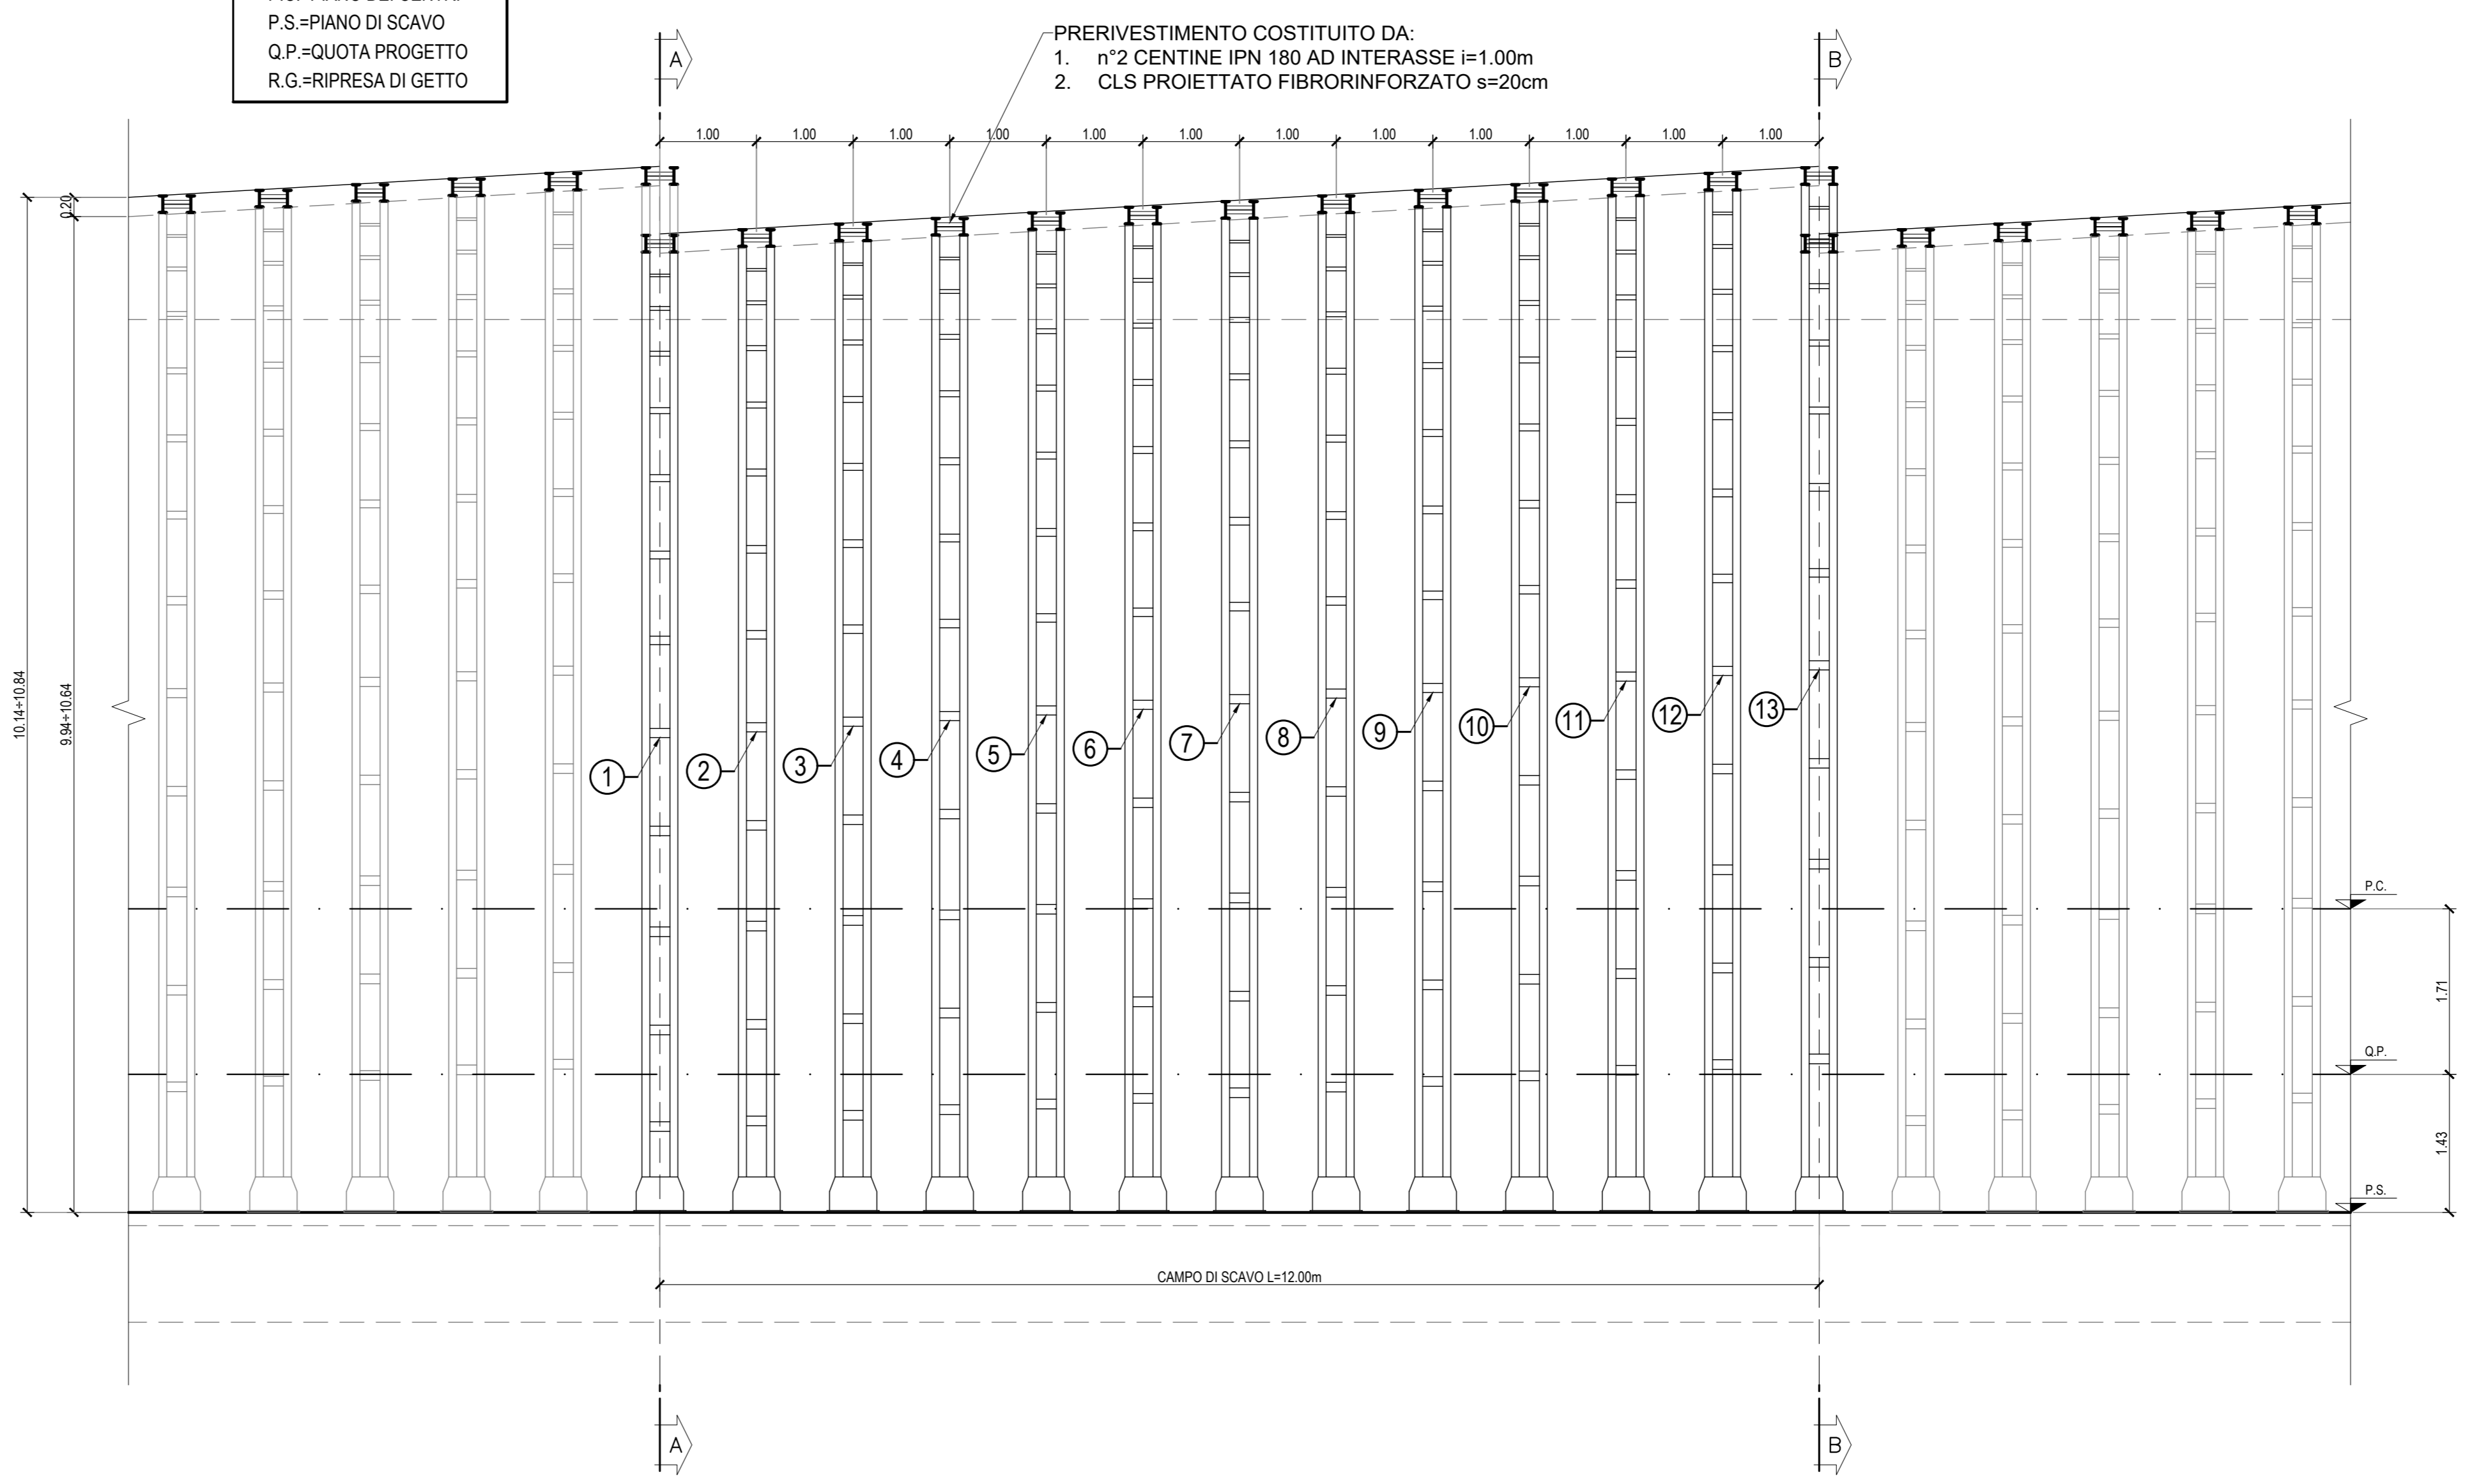 P.S.=PIANO DI SCAVO
Q.P.=QUOTA PROGETTO
R.G.=RIPRESA DI GETTO
PRERIVESTIMENTO COSTITUITO DA:
1. n°2 CENTINE IPN 180 AD INTERASSE i=1.00m
2. CLS PROIETTATO FIBRORINFORZATO s=20cm
A
B
1.00 1.00 1.00 1.00 1.00 1.00 1.00 1.00 1.00 1.00 1.00 1.00
0.20
10.14÷10.84
9.94÷10.64
1
2
3
4
5
6
7
8
9
10
11
12
13
P.C.
1.71
Q.P.
1.43
P.S.
CAMPO DI SCAVO L=12.00m
A
B